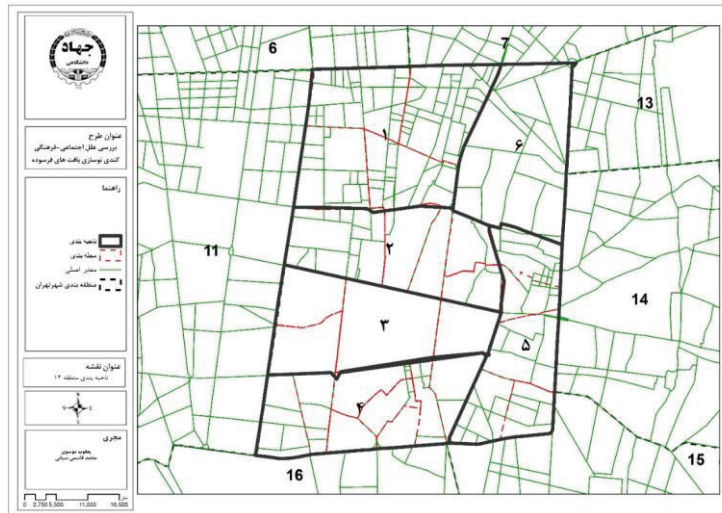 جهاد
دانشگاهی
عنوان طرح
بررسی علل اجتماعی -فرهنگی
کندی نوسازی بافت های فرسوده
راهنما
ناحیه بندی
محله بندی
معابر اصلی
منطقه بندی شهرتهران
عنوان نقشه
ناحیه بندی منطقه ۱۲
N
W E
S
مجری
یعقوب موسوی
محمد قاسمی سیانی
متر
0 2,750 5,500 11,000 16,500
6
7
13
۱
۶
11
۲
14
۳
۵
۴
16
15